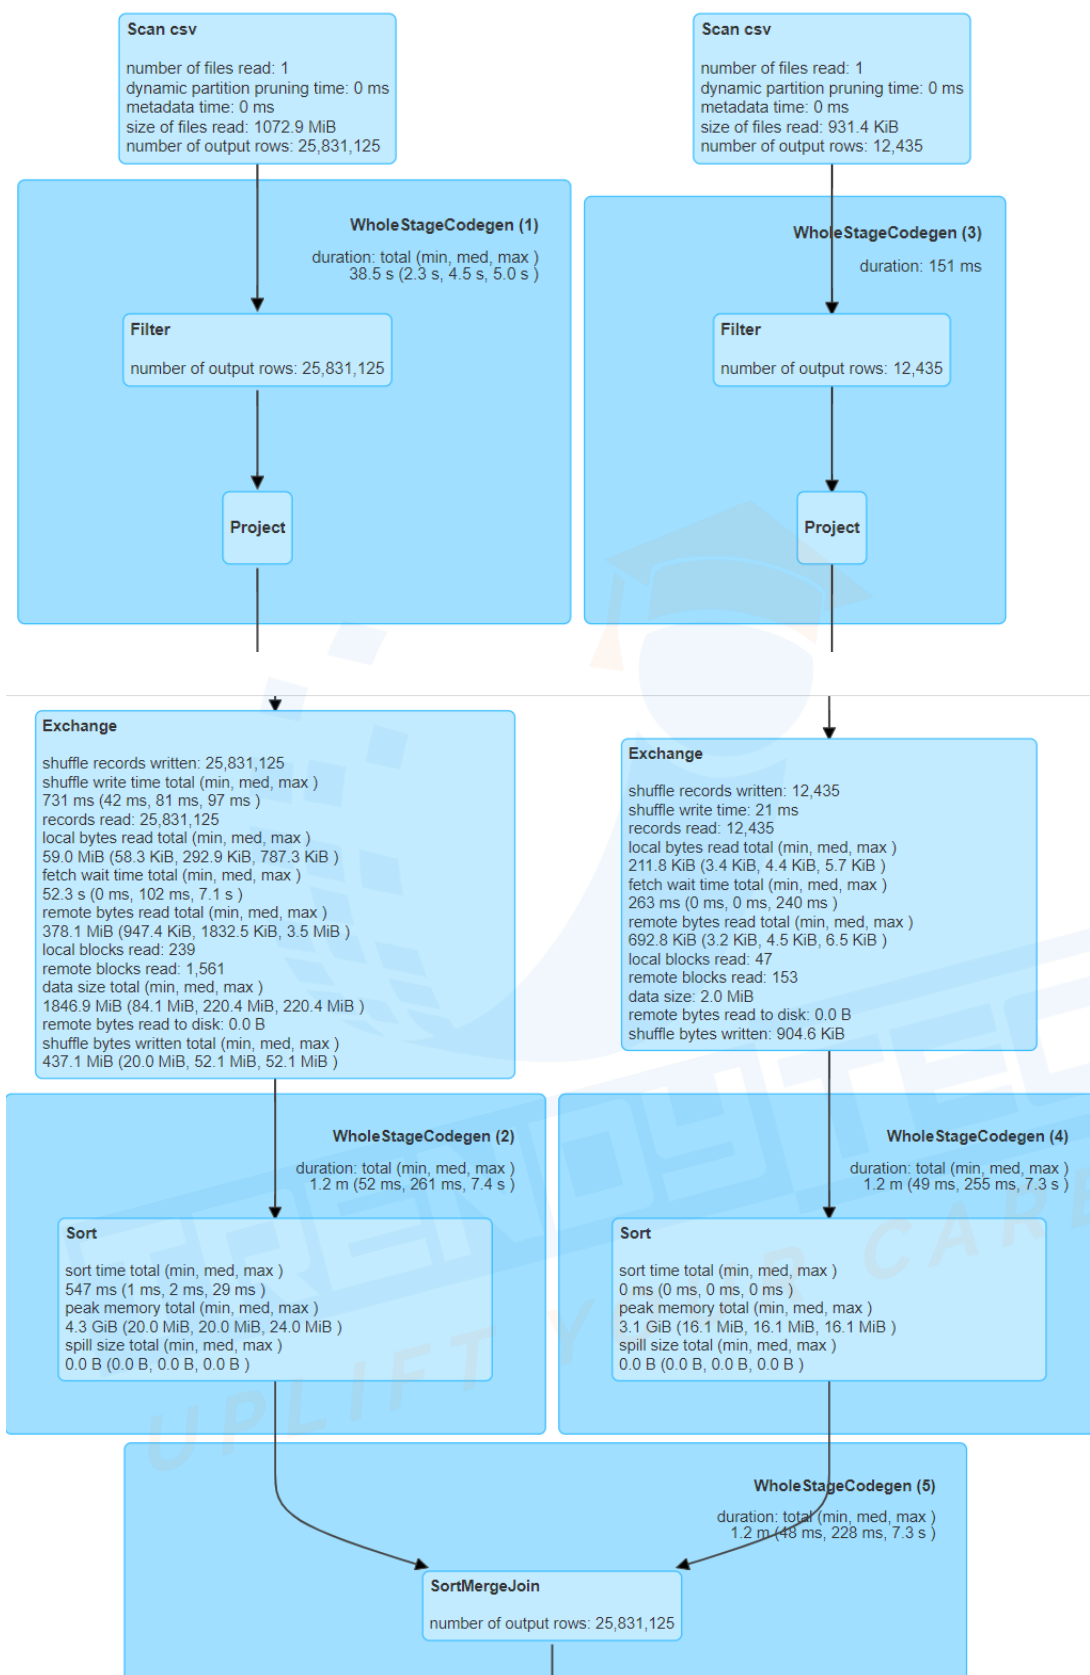 Scan csv
number of files read: 1
dynamic partition pruning time: 0 ms
metadata time: 0 ms
size of files read: 1072.9 MiB
number of output rows: 25,831,125
Scan csv
number of files read: 1
dynamic partition pruning time: 0 ms
metadata time: 0 ms
size of files read: 931.4 KiB
number of output rows: 12,435
WholeStageCodegen (1)
duration: total (min, med, max )
38.5 s (2.3 s, 4.5 s, 5.0 s )
WholeStageCodegen (3)
duration: 151 ms
Filter
number of output rows: 25,831,125
Filter
number of output rows: 12,435
Project
Project
Exchange
shuffle records written: 25,831,125
shuffle write time total (min, med, max )
731 ms (42 ms, 81 ms, 97 ms )
records read: 25,831,125
local bytes read total (min, med, max )
59.0 MiB (58.3 KiB, 292.9 KiB, 787.3 KiB )
fetch wait time total (min, med, max )
52.3 s (0 ms, 102 ms, 7.1 s )
remote bytes read total (min, med, max )
378.1 MiB (947.4 KiB, 1832.5 KiB, 3.5 MiB )
local blocks read: 239
remote blocks read: 1,561
data size total (min, med, max )
1846.9 MiB (84.1 MiB, 220.4 MiB, 220.4 MiB )
remote bytes read to disk: 0.0 B
shuffle bytes written total (min, med, max )
437.1 MiB (20.0 MiB, 52.1 MiB, 52.1 MiB )
Exchange
shuffle records written: 12,435
shuffle write time: 21 ms
records read: 12,435
local bytes read total (min, med, max )
211.8 KiB (3.4 KiB, 4.4 KiB, 5.7 KiB )
fetch wait time total (min, med, max )
263 ms (0 ms, 0 ms, 240 ms )
remote bytes read total (min, med, max )
692.8 KiB (3.2 KiB, 4.5 KiB, 6.5 KiB )
local blocks read: 47
remote blocks read: 153
data size: 2.0 MiB
remote bytes read to disk: 0.0 B
shuffle bytes written: 904.6 KiB
WholeStageCodegen (2)
duration: total (min, med, max )
1.2 m (52 ms, 261 ms, 7.4 s )
WholeStageCodegen (4)
duration: total (min, med, max )
1.2 m (49 ms, 255 ms, 7.3 s )
Sort
sort time total (min, med, max )
547 ms (1 ms, 2 ms, 29 ms )
peak memory total (min, med, max )
4.3 GiB (20.0 MiB, 20.0 MiB, 24.0 MiB )
spill size total (min, med, max )
0.0 B (0.0 B, 0.0 B, 0.0 B )
Sort
sort time total (min, med, max )
0 ms (0 ms, 0 ms, 0 ms )
peak memory total (min, med, max )
3.1 GiB (16.1 MiB, 16.1 MiB, 16.1 MiB )
spill size total (min, med, max )
0.0 B (0.0 B, 0.0 B, 0.0 B )
WholeStageCodegen (5)
duration: total (min, med, max )
1.2 m (48 ms, 228 ms, 7.3 s )
SortMergeJoin
number of output rows: 25,831,125